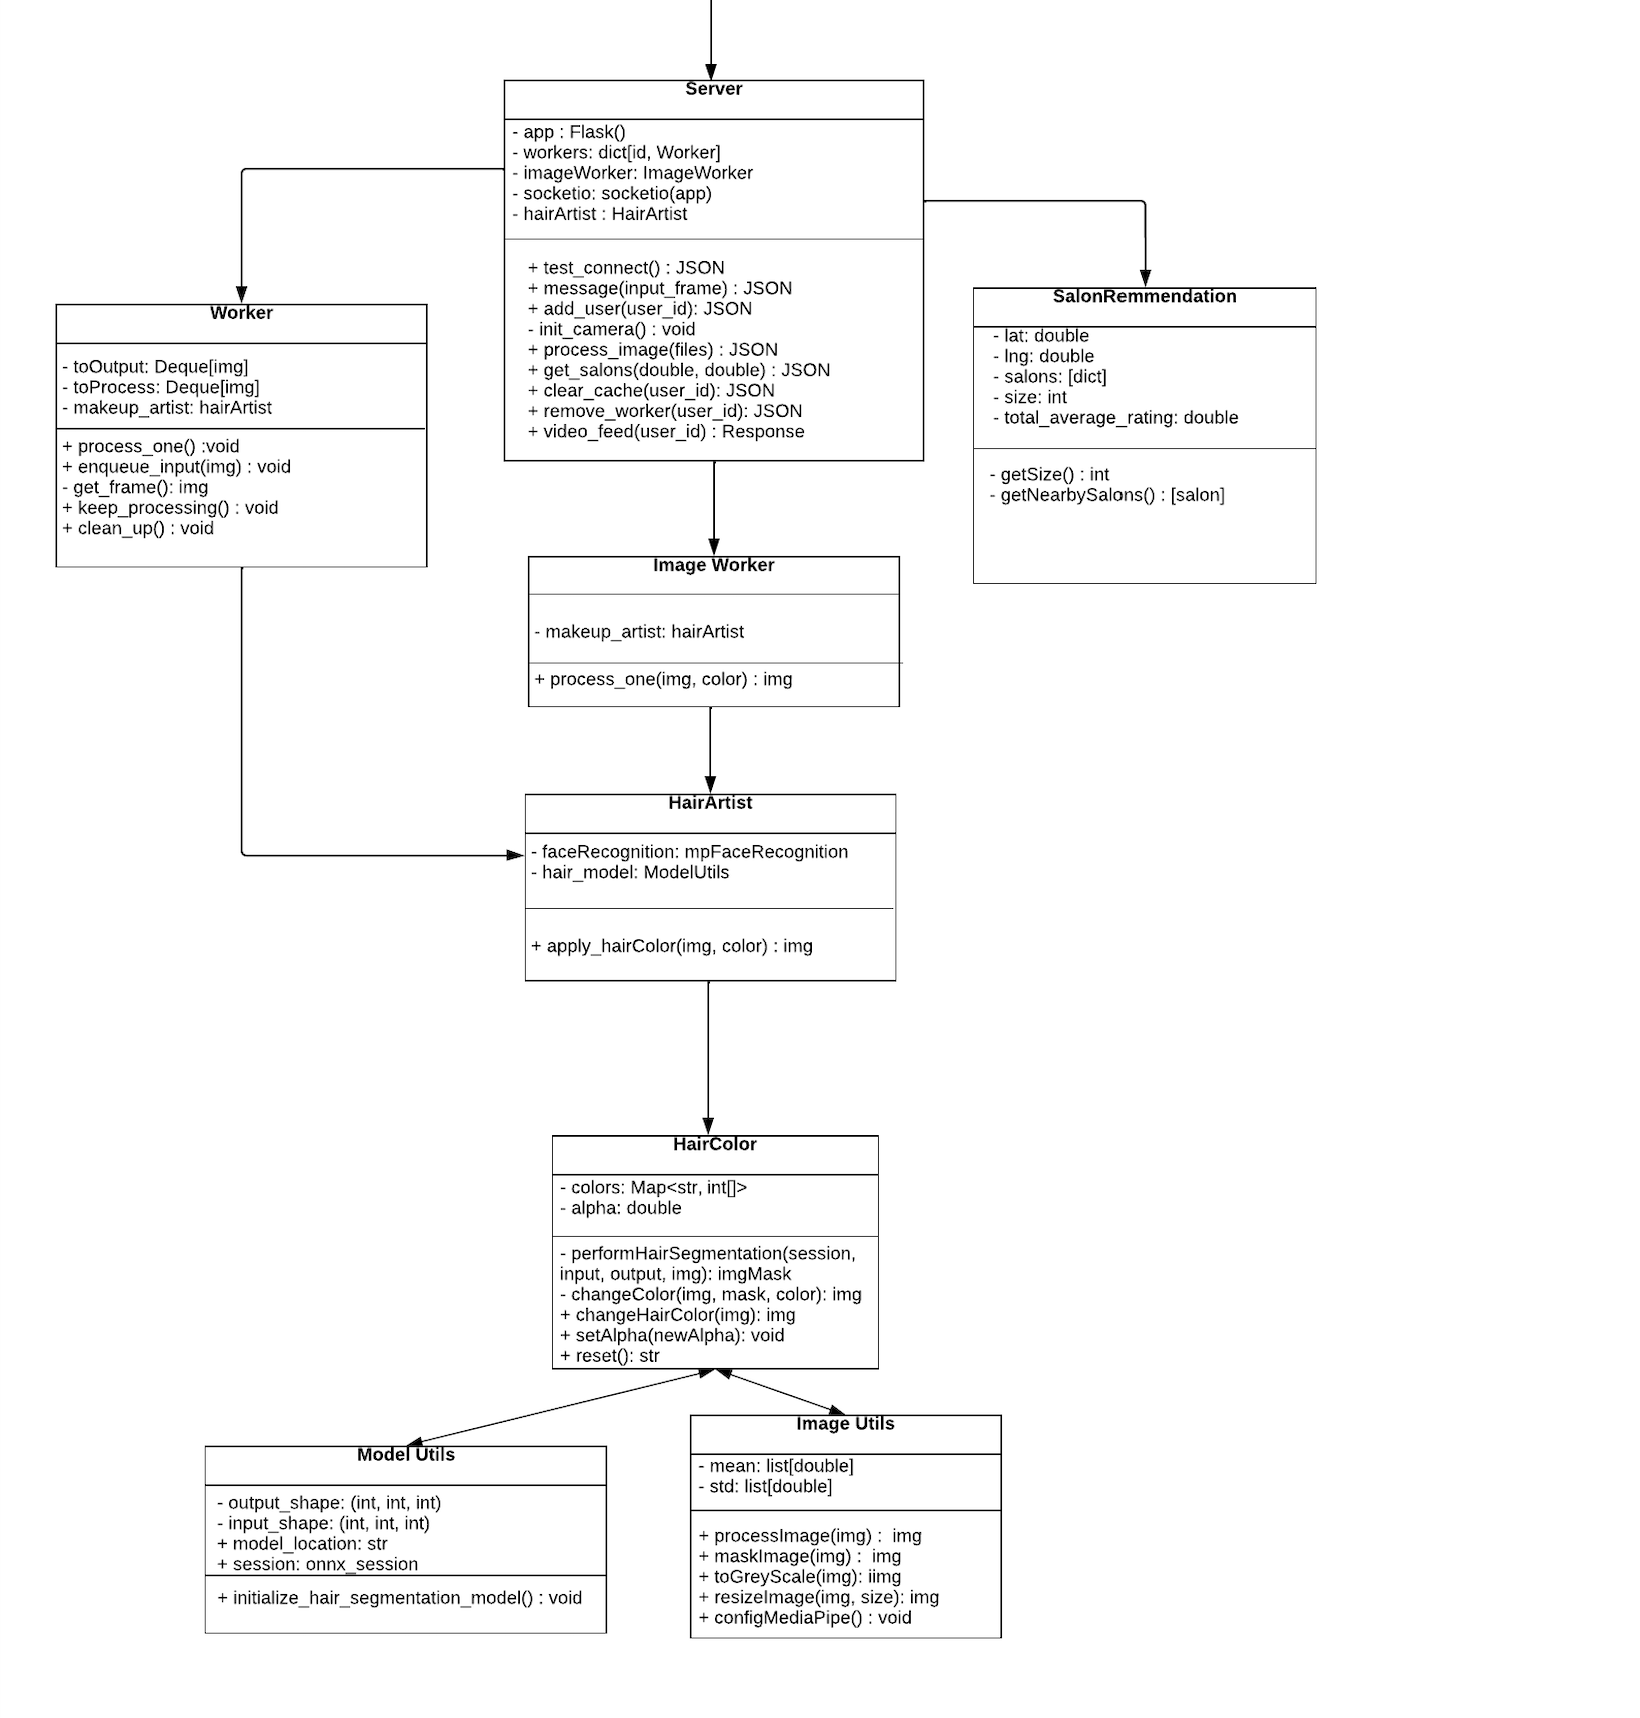 Server
- app : Flask()
- workers: dict[id, Worker]
- imageWorker: ImageWorker
- socketio: socketio(app)
- hairArtist : HairArtist
+ test_connect() : JSON
+ message(input_frame) : JSON
+ add_user(user_id): JSON
- init_camera() : void
+ process_image(files) : JSON
+ get_salons(double, double) : JSON
+ clear_cache(user_id): JSON
+ remove_worker(user_id): JSON
+ video_feed(user_id) : Response
Worker
- toOutput: Deque[img]
- toProcess: Deque[img]
- makeup_artist: hairArtist
+ process_one() :void
+ enqueue_input(img) : void
- get_frame(): img
+ keep_processing() : void
+ clean_up() : void
SalonRemmendation
- lat: double
- lng: double
- salons: [dict]
- size: int
- total_average_rating: double
- getSize() : int
- getNearbySalons() : [salon]
Image Worker
- makeup_artist: hairArtist
+ process_one(img, color) : img
HairArtist
- faceRecognition: mpFaceRecognition
- hair_model: ModelUtils
+ apply_hairColor(img, color) : img
HairColor
- colors: Map<str, int[]>
- alpha: double
- performHairSegmentation(session,
input, output, img): imgMask
- changeColor(img, mask, color): img
+ changeHairColor(img): img
+ setAlpha(newAlpha): void
+ reset(): str
Model Utils
- output_shape: (int, int, int)
- input_shape: (int, int, int)
+ model_location: str
+ session: onnx_session
+ initialize_hair_segmentation_model() : void
Image Utils
- mean: list[double]
- std: list[double]
+ processImage(img) :  img
+ maskImage(img) :  img
+ toGreyScale(img): iimg
+ resizeImage(img, size): img
+ configMediaPipe() : void